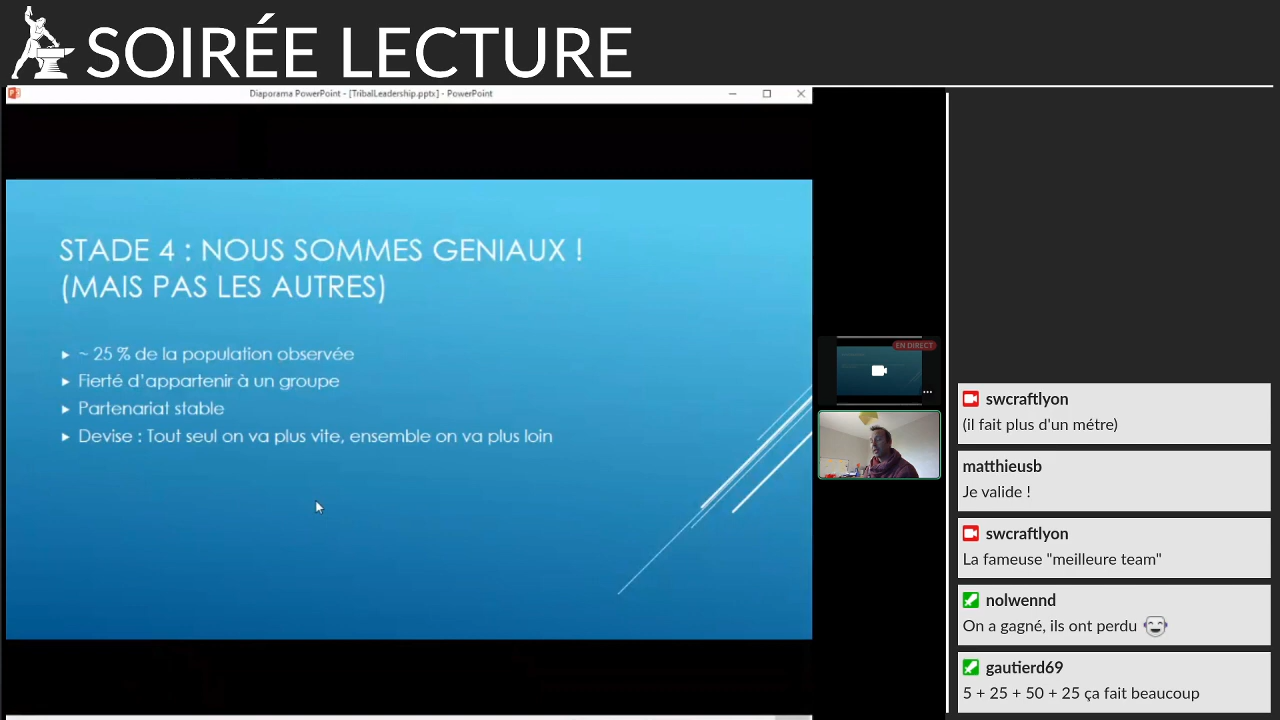 SOIRÉE LECTURE
Diaporama PowerPoint - [TribalLeadership.pptx] - PowerPoint
STADE 4 : NOUS SOMMES GENIAUX !
(MAIS PAS LES AUTRES)
~ 25 % de la population observée
Fierté d'appartenir à un groupe
Partenariat stable
Devise : Tout seul on va plus vite, ensemble on va plus loin
EN DIRECT
swcraftlyon
(il fait plus d'un métre)
matthieusb
Je valide !
swcraftlyon
La fameuse "meilleure team"
nolwennd
On a gagné, ils ont perdu
gautierd69
5 + 25 + 50 + 25 ça fait beaucoup